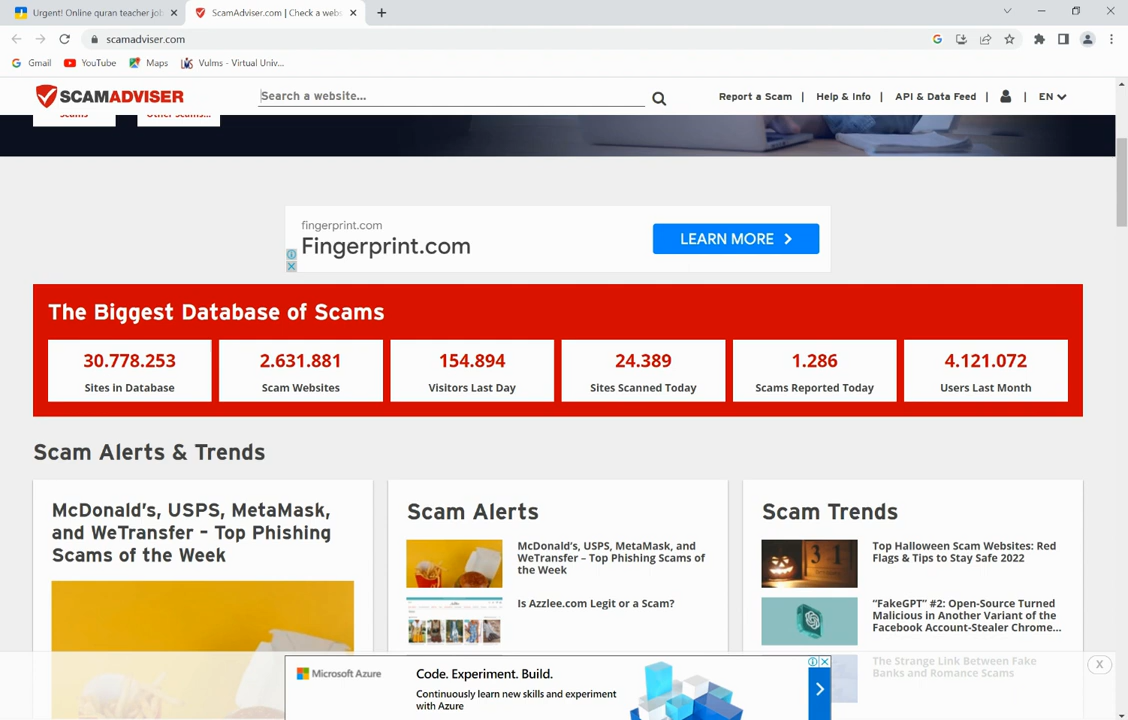 Urgent! Online quran teacher job
ScamAdviser.com | Check a web
scamadviser.com
Gmail
YouTube
Maps
Vulms - Virtual Univ...
SCAMADVISER
Search a website...
Report a Scam |
Help & Info |
API & Data Feed |
|
EN
Scams
Other Scams...
fingerprint.com
Fingerprint.com
LEARN MORE
The Biggest Database of Scams
30.778.253
Sites in Database
2.631.881
Scam Websites
154.894
Visitors Last Day
24.389
Sites Scanned Today
1.286
Scams Reported Today
4.121.072
Users Last Month
Scam Alerts & Trends
McDonald's, USPS, MetaMask,
and WeTransfer – Top Phishing
Scams of the Week
Scam Alerts
McDonald's, USPS, MetaMask, and
WeTransfer – Top Phishing Scams of
the Week
Is Azzlee.com Legit or a Scam?
Scam Trends
31
Top Halloween Scam Websites: Red
Flags & Tips to Stay Safe 2022
“FakeGPT” #2: Open-Source Turned
Malicious in Another Variant of the
Facebook Account-Stealer Chrome...
The Strange Link Between Fake
Banks and Romance Scams
X
Microsoft Azure
Code. Experiment. Build.
Continuously learn new skills and experiment
with Azure